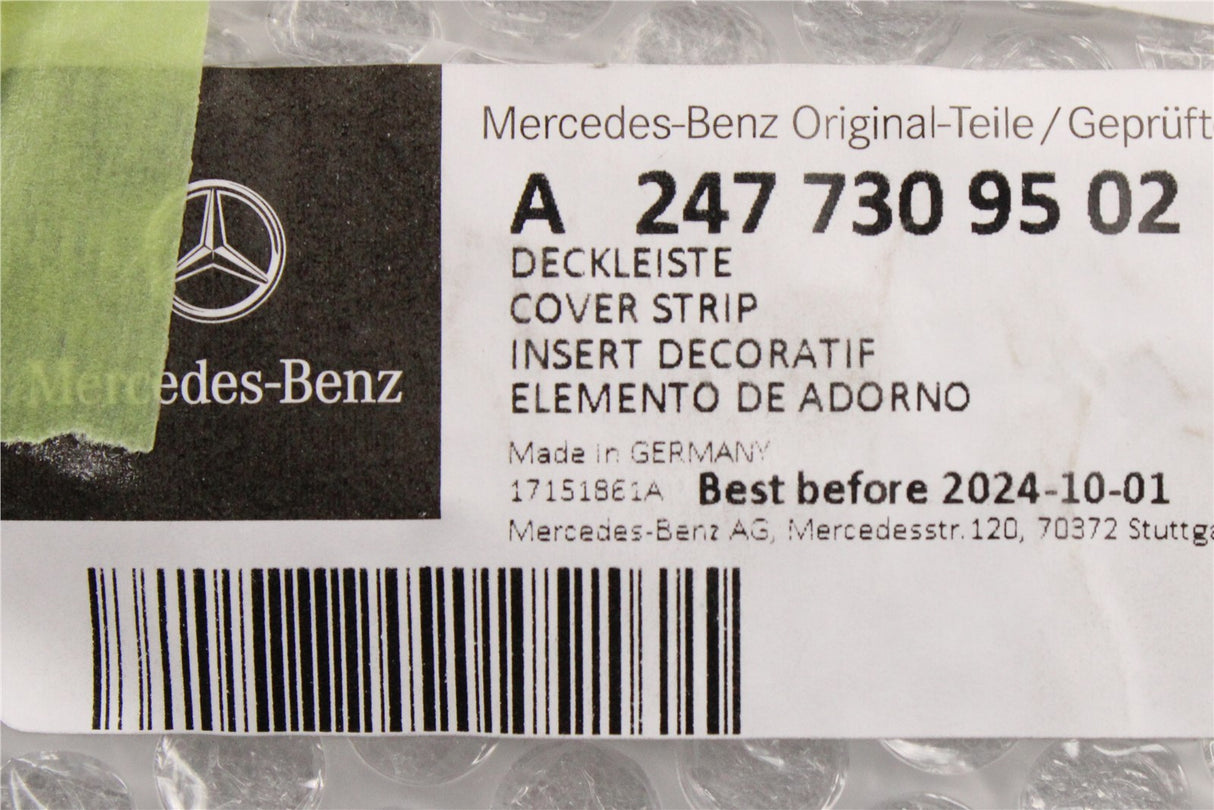 Mercedes-Benz
Mercedes-Benz Original-Teile / Geprüft
A 247 730 95 02
DECKLEISTE
COVER STRIP
INSERT DECORATIF
ELEMENTO DE ADORNO
Made in GERMANY
17151861A Best before 2024-10-01
Mercedes-Benz AG, Mercedesstr.120, 70372 Stuttga